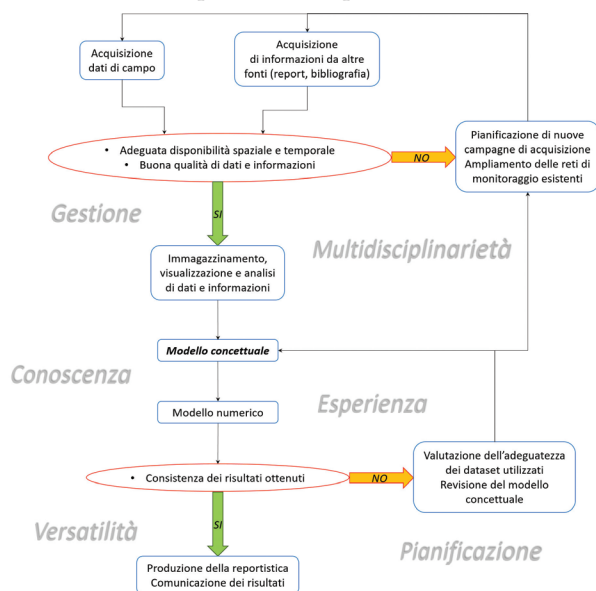 Acquisizione
dati di campo
Acquisizione
di informazioni da altre
fonti (report, bibliografia)
• Adeguata disponibilità spaziale e temporale
• Buona qualità di dati e informazioni
NO
Pianificazione di nuove
campagne di acquisizione
Ampliamento delle reti di
monitoraggio esistenti
SI
Gestione
Multidisciplinarietà
Immagazzinamento,
visualizzazione e analisi
di dati e informazioni
Modello concettuale
Conoscenza
Esperienza
Modello numerico
• Consistenza dei risultati ottenuti
NO
Valutazione dell'adeguatezza
dei dataset utilizzati
Revisione del modello
concettuale
SI
Versatilità
Pianificazione
Produzione della reportistica
Comunicazione dei risultati